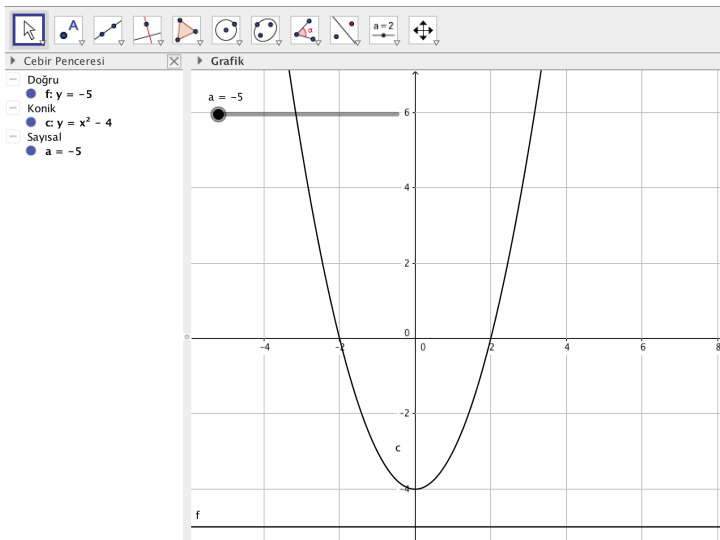 A
α
a = 2
Cebir Penceresi
Grafik
Doğru
f: y = −5
Konik
c: y = x² − 4
Sayısal
a = −5
a = −5
6
4
2
0
-4
-2
0
2
4
6
8
-2
c
-4
f